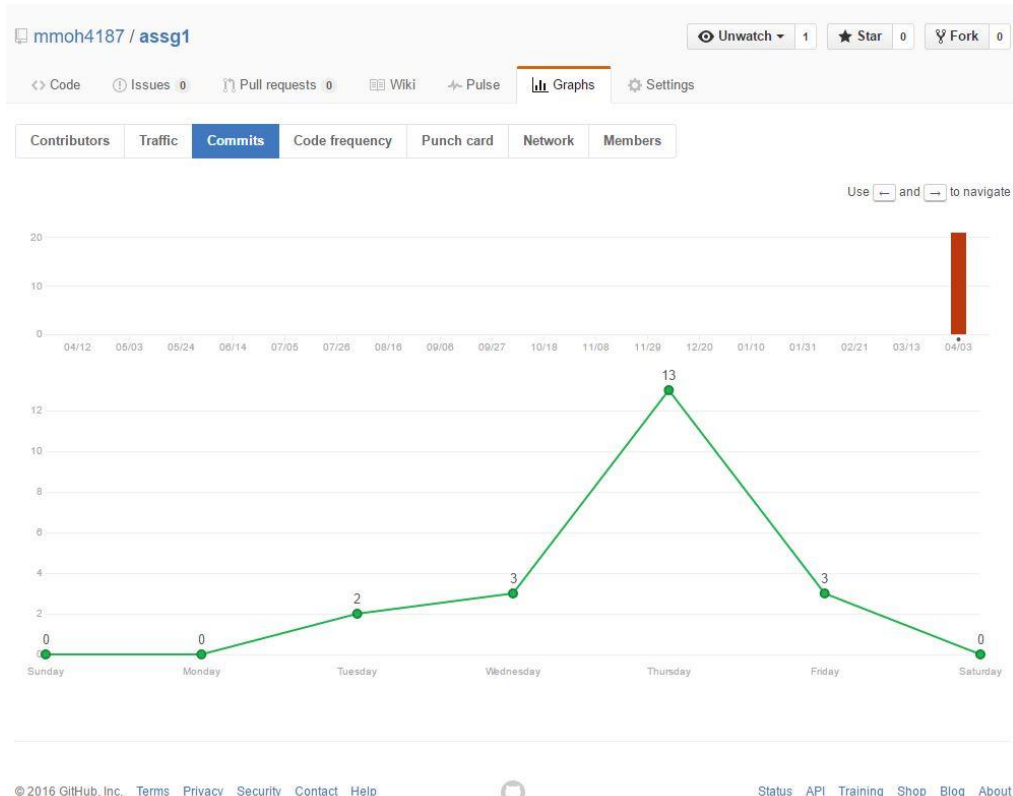 mmoh4187 / assg1
Unwatch 1 Star 0 Fork 0
Code Issues 0 Pull requests 0 Wiki Pulse Graphs Settings
Contributors Traffic Commits Code frequency Punch card Network Members
Use ← and → to navigate
20
10
0
04/12 05/03 05/24 06/14 07/05 07/26 08/16 09/06 09/27 10/18 11/08 11/29 12/20 01/10 01/31 02/21 03/13 04/03
13
12
10
8
6
4
3 3
2
2
0 0 0
0
Sunday Monday Tuesday Wednesday Thursday Friday Saturday
© 2016 GitHub, Inc. Terms Privacy Security Contact Help Status API Training Shop Blog About